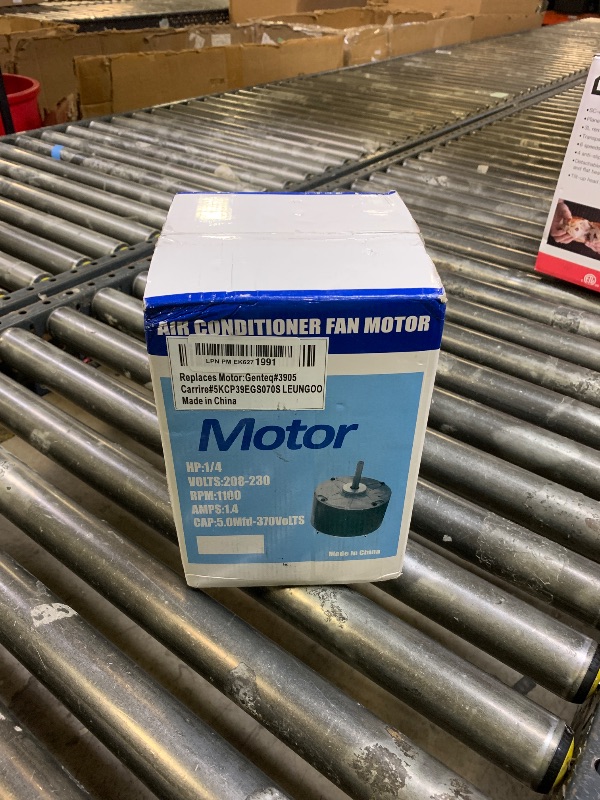 AIR CONDITIONER FAN MOTOR
LPN PM EK627 1991
Replaces Motor:Genteq#3905
Carrire#5KCP39EGS070S LEUNGOO
Made in China
Motor
HP:1/4
VOLTS:208-230
RPM:1100
AMPS:1.4
CAP:5.0Mfd-370VoLTS
Made in China